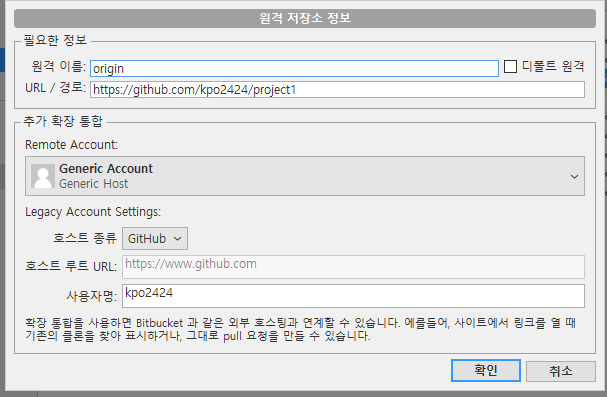 원격 저장소 정보
필요한 정보
원격 이름: origin 디폴트 원격
URL / 경로: https://github.com/kpo2424/project1
추가 확장 통합
Remote Account:
Generic Account
Generic Host
Legacy Account Settings:
호스트 종류 GitHub
호스트 루트 URL: https://www.github.com
사용자명: kpo2424
확장 통합을 사용하면 Bitbucket 과 같은 외부 호스팅과 연계할 수 있습니다. 예를들어, 사이트에서 링크를 열 때
기존의 클론을 찾아 표시하거나, 그대로 pull 요청을 만들 수 있습니다.
확인 취소